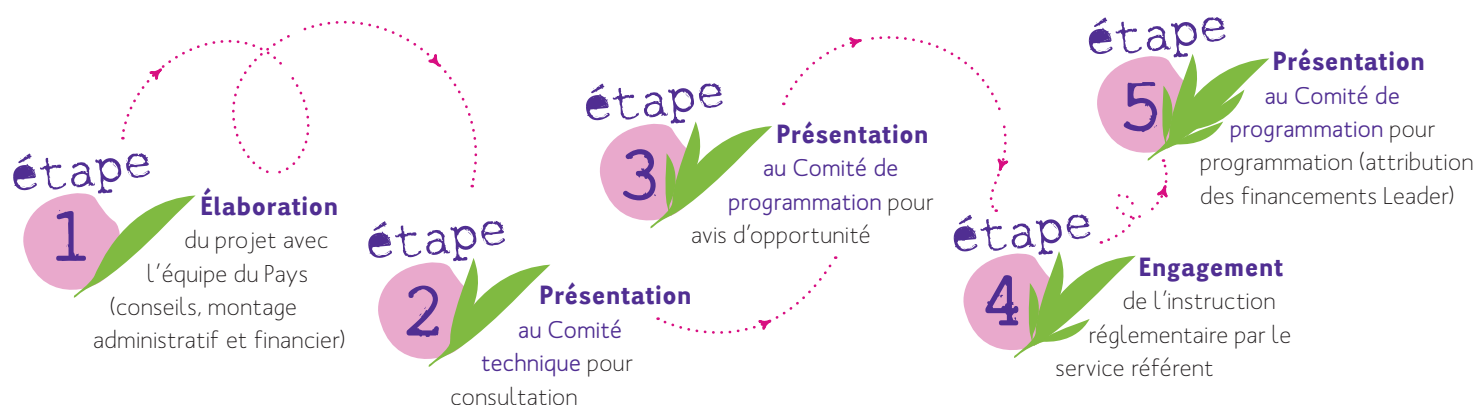 étape
1
Élaboration
du projet avec
l'équipe du Pays
(conseils, montage
administratif et financier)
étape
2
Présentation
au Comité
technique pour
consultation
étape
3
Présentation
au Comité de
programmation pour
avis d'opportunité
étape
4
Engagement
de l'instruction
réglementaire par le
service référent
étape
5
Présentation
au Comité de
programmation pour
programmation (attribution
des financements Leader)